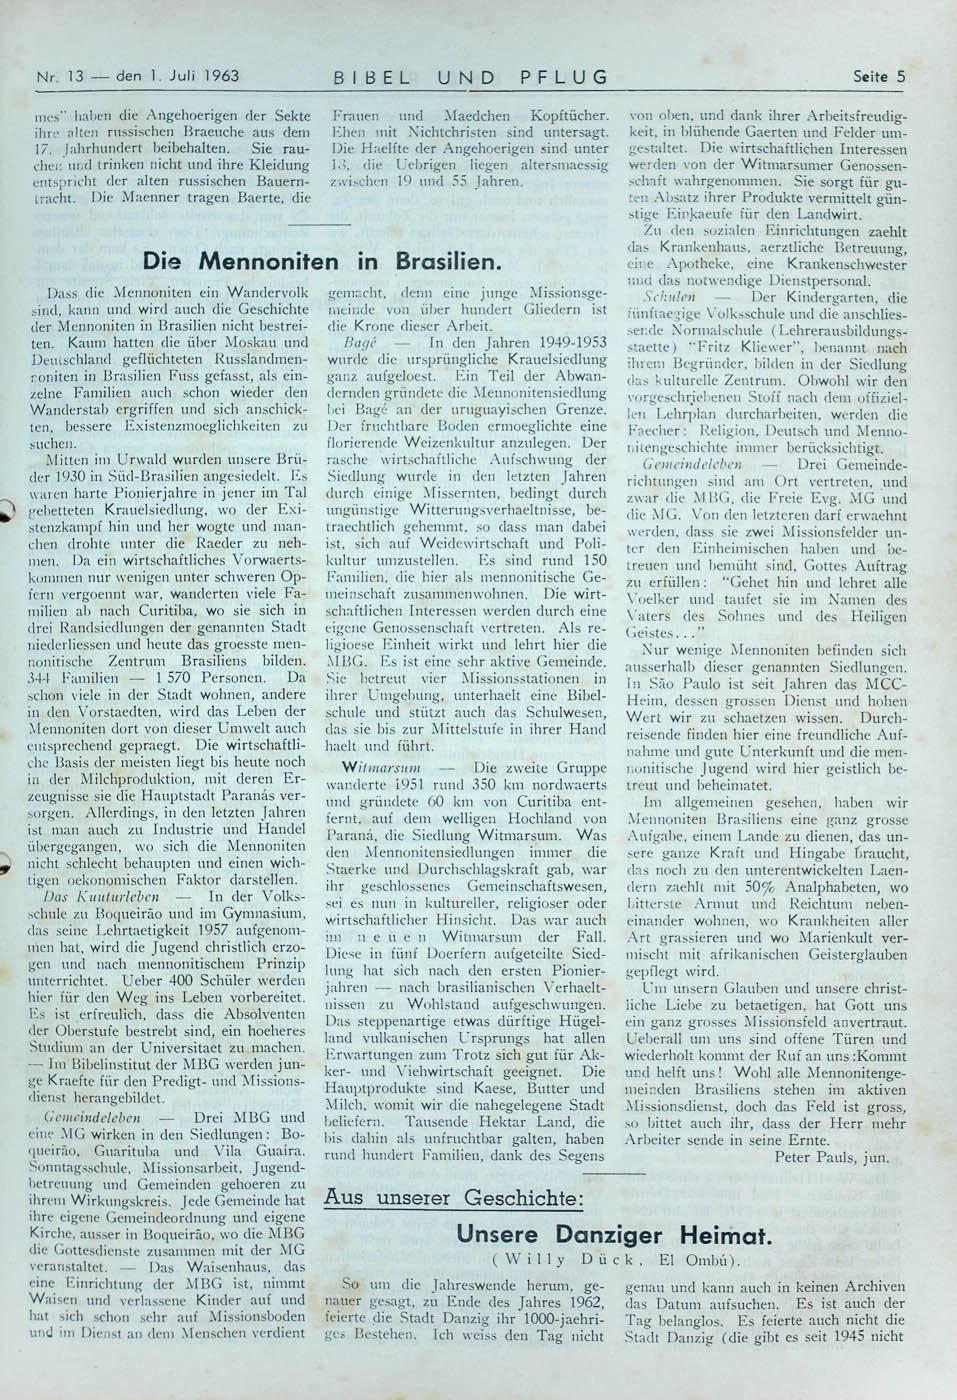 Nr. 13 — den 1. Juli 1963
BIBEL UND PFLUG
Seite 5
mes" haben die Angehoerigen der Sekte
ihre alten russischen Braeuche aus dem
17. Jahrhundert beibehalten. Sie rau-
chen und trinken nicht und ihre Kleidung
entspricht der alten russischen Bauern-
tracht. Die Maenner tragen Baerte, die
Frauen und Maedchen Kopftücher.
Ehen mit Nichtchristen sind untersagt.
Die Haelfte der Angehoerigen sind unter
18, die Uebrigen liegen altersmaessig
zwischen 19 und 55 Jahren.
Die Mennoniten in Brasilien.
Dass die Mennoniten ein Wandervolk
sind, kann und wird auch die Geschichte
der Mennoniten in Brasilien nicht bestrei-
ten. Kaum hatten die über Moskau und
Deutschland geflüchteten Russlandmen-
noniten in Brasilien Fuss gefasst, als ein-
zelne Familien auch schon wieder den
Wanderstab ergriffen und sich anschick-
ten, bessere Existenzmoeglichkeiten zu
suchen.
Mitten im Urwald wurden unsere Brü-
der 1930 in Süd-Brasilien angesiedelt. Es
waren harte Pionierjahre in jener im Tal
gebetteten Krauelsiedlung, wo der Exi-
stenzkampf hin und her wogte und man-
chen drohte unter die Raeder zu neh-
men. Da ein wirtschaftliches Vorwaerts-
kommen nur wenigen unter schweren Op-
fern vergoennt war, wanderten viele Fa-
milien ab nach Curitiba, wo sie sich in
drei Randsiedlungen der genannten Stadt
niederliessen und heute das groesste men-
nonitische Zentrum Brasiliens bilden.
344 Familien — 1 570 Personen. Da
schon viele in der Stadt wohnen, andere
in den Vorstaedten, wird das Leben der
Mennoniten dort von dieser Umwelt auch
entsprechend gepraegt. Die wirtschaftli-
che Basis der meisten liegt bis heute noch
in der Milchproduktion, mit deren Er-
zeugnisse sie die Hauptstadt Paranás ver-
sorgen. Allerdings, in den letzten Jahren
ist man auch zu Industrie und Handel
übergegangen, wo sich die Mennoniten
nicht schlecht behaupten und einen wich-
tigen oekonomischen Faktor darstellen.
Das Kuuturleben — In der Volks-
schule zu Boqueirão und im Gymnasium,
das seine Lehrtaetigkeit 1957 aufgenom-
men hat, wird die Jugend christlich erzo-
gen und nach mennonitischem Prinzip
unterrichtet. Ueber 400 Schüler werden
hier für den Weg ins Leben vorbereitet.
Es ist erfreulich, dass die Absolventen
der Oberstufe bestrebt sind, ein hoeheres
Studium an der Universitaet zu machen.
— Im Bibelinstitut der MBG werden jun-
ge Kraefte für den Predigt- und Missions-
dienst herangebildet.
Gemeindeleben — Drei MBG und
eine MG wirken in den Siedlungen: Bo-
queirão, Guarituba und Vila Guaira.
Sonntagsschule, Missionsarbeit, Jugend-
betreuung und Gemeinden gehoeren zu
ihrem Wirkungskreis. Jede Gemeinde hat
ihre eigene Gemeindeordnung und eigene
Kirche, ausser in Boqueirão, wo die MBG
die Gottesdienste zusammen mit der MG
veranstaltet. — Das Waisenhaus, das
eine Einrichtung der MBG ist, nimmt
Waisen und verlassene Kinder auf und
hat sich schon sehr auf Missionsboden
und im Dienst an dem Menschen verdient
gemacht, denn eine junge Missionsge-
meinde von über hundert Gliedern ist
die Krone dieser Arbeit.
Bagé — In den Jahren 1949-1953
wurde die ursprüngliche Krauelsiedlung
ganz aufgeloest. Ein Teil der Abwan-
dernden gründete die Mennonitensiedlung
bei Bagé an der uruguayischen Grenze.
Der fruchtbare Boden ermoeglichte eine
florierende Weizenkultur anzulegen. Der
rasche wirtschaftliche Aufschwung der
Siedlung wurde in den letzten Jahren
durch einige Missernten, bedingt durch
ungünstige Witterungsverhaeltnisse, be-
traechtlich gehemmt, so dass man dabei
ist, sich auf Weidewirtschaft und Poli-
kultur umzustellen. Es sind rund 150
Familien, die hier als mennonitische Ge-
meinschaft zusammenwohnen. Die wirt-
schaftlichen Interessen werden durch eine
eigene Genossenschaft vertreten. Als re-
ligioese Einheit wirkt und lehrt hier die
MBG. Es ist eine sehr aktive Gemeinde.
Sie betreut vier Missionsstationen in
ihrer Umgebung, unterhaelt eine Bibel-
schule und stützt auch das Schulwesen,
das sie bis zur Mittelstufe in ihrer Hand
haelt und führt.
Witmarsum — Die zweite Gruppe
wanderte 1951 rund 350 km nordwaerts
und gründete 60 km von Curitiba ent-
fernt, auf dem welligen Hochland von
Paraná, die Siedlung Witmarsum. Was
den Mennonitensiedlungen immer die
Staerke und Durchschlagskraft gab, war
ihr geschlossenes Gemeinschaftswesen,
sei es nun in kultureller, religioser oder
wirtschaftlicher Hinsicht. Das war auch
im neuen Witmarsum der Fall.
Diese in fünf Doerfern aufgeteilte Sied-
lung hat sich nach den ersten Pionier-
jahren — nach brasilianischen Verhaelt-
nissen zu Wohlstand aufgeschwungen.
Das steppenartige etwas dürftige Hügel-
land vulkanischen Ursprungs hat allen
Erwartungen zum Trotz sich gut für Ak-
ker- und Viehwirtschaft geeignet. Die
Hauptprodukte sind Kaese, Butter und
Milch, womit wir die nahegelegene Stadt
beliefern. Tausende Hektar Land, die
bis dahin als unfruchtbar galten, haben
rund hundert Familien, dank des Segens
von oben, und dank ihrer Arbeitsfreudig-
keit, in blühende Gaerten und Felder um-
gestaltet. Die wirtschaftlichen Interessen
werden von der Witmarsumer Genossen-
schaft wahrgenommen. Sie sorgt für gu-
ten Absatz ihrer Produkte vermittelt gün-
stige Einkaeufe für den Landwirt.
Zu den sozialen Einrichtungen zaehlt
das Krankenhaus, aerztliche Betreuung,
eine Apotheke, eine Krankenschwester
und das notwendige Dienstpersonal.
Schulen — Der Kindergarten, die
fünftaegige Volksschule und die anschlies-
sende Normalschule (Lehrerausbildungs-
staette) "Fritz Kliewer", benannt nach
ihrem Begründer, bilden in der Siedlung
das kulturelle Zentrum. Obwohl wir den
vorgeschriebenen Stoff nach dem offiziel-
len Lehrplan durcharbeiten, werden die
Faecher: Religion, Deutsch und Menno-
nitengeschichte immer berücksichtigt.
Gemeindeleben — Drei Gemeinde-
richtungen sind am Ort vertreten, und
zwar die MBG, die Freie Evg. MG und
die MG. Von den letzteren darf erwaehnt
werden, dass sie zwei Missionsfelder un-
ter den Einheimischen haben und be-
treuen und bemüht sind, Gottes Auftrag
zu erfüllen: "Gehet hin und lehret alle
Voelker und taufet sie im Namen des
Vaters des Sohnes und des Heiligen
Geistes..."
Nur wenige Mennoniten befinden sich
ausserhalb dieser genannten Siedlungen.
In São Paulo ist seit Jahren das MCC-
Heim, dessen grossen Dienst und hohen
Wert wir zu schaetzen wissen. Durch-
reisende finden hier eine freundliche Auf-
nahme und gute Unterkunft und die men-
nonitische Jugend wird hier geistlich be-
treut und beheimatet.
Im allgemeinen gesehen, haben wir
Mennoniten Brasiliens eine ganz grosse
Aufgabe, einem Lande zu dienen, das un-
sere ganze Kraft und Hingabe braucht,
das noch zu den unterentwickelten Laen-
dern zaehlt mit 50% Analphabeten, wo
bitterste Armut und Reichtum neben-
einander wohnen, wo Krankheiten aller
Art grassieren und wo Marienkult ver-
mischt mit afrikanischen Geisterglauben
gepflegt wird.
Um unsern Glauben und unsere christ-
liche Liebe zu betaetigen, hat Gott uns
ein ganz grosses Missionsfeld anvertraut.
Ueberall um uns sind offene Türen und
wiederholt kommt der Ruf an uns:Kommt
und helft uns! Wohl alle Mennonitenge-
meinden Brasiliens stehen im aktiven
Missionsdienst, doch das Feld ist gross,
so bittet auch ihr, dass der Herr mehr
Arbeiter sende in seine Ernte.
Peter Pauls, jun.
Aus unserer Geschichte:
Unsere Danziger Heimat.
(Willy Dück, El Ombú).
So um die Jahreswende herum, ge-
nauer gesagt, zu Ende des Jahres 1962,
feierte die Stadt Danzig ihr 1000-jaehri-
ges Bestehen. Ich weiss den Tag nicht
genau und kann auch in keinen Archiven
das Datum aufsuchen. Es ist auch der
Tag belanglos. Es feierte auch nicht die
Stadt Danzig (die gibt es seit 1945 nicht